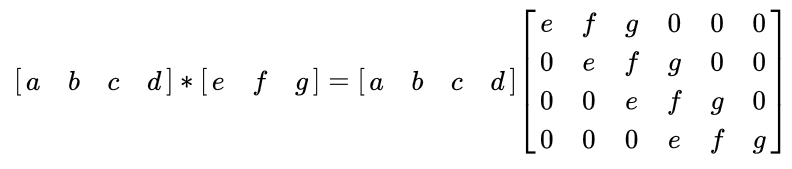 [a b c d] * [e f g] = [a b c d] [e f g 0 0 0
0 e f g 0 0
0 0 e f g 0
0 0 0 e f g]